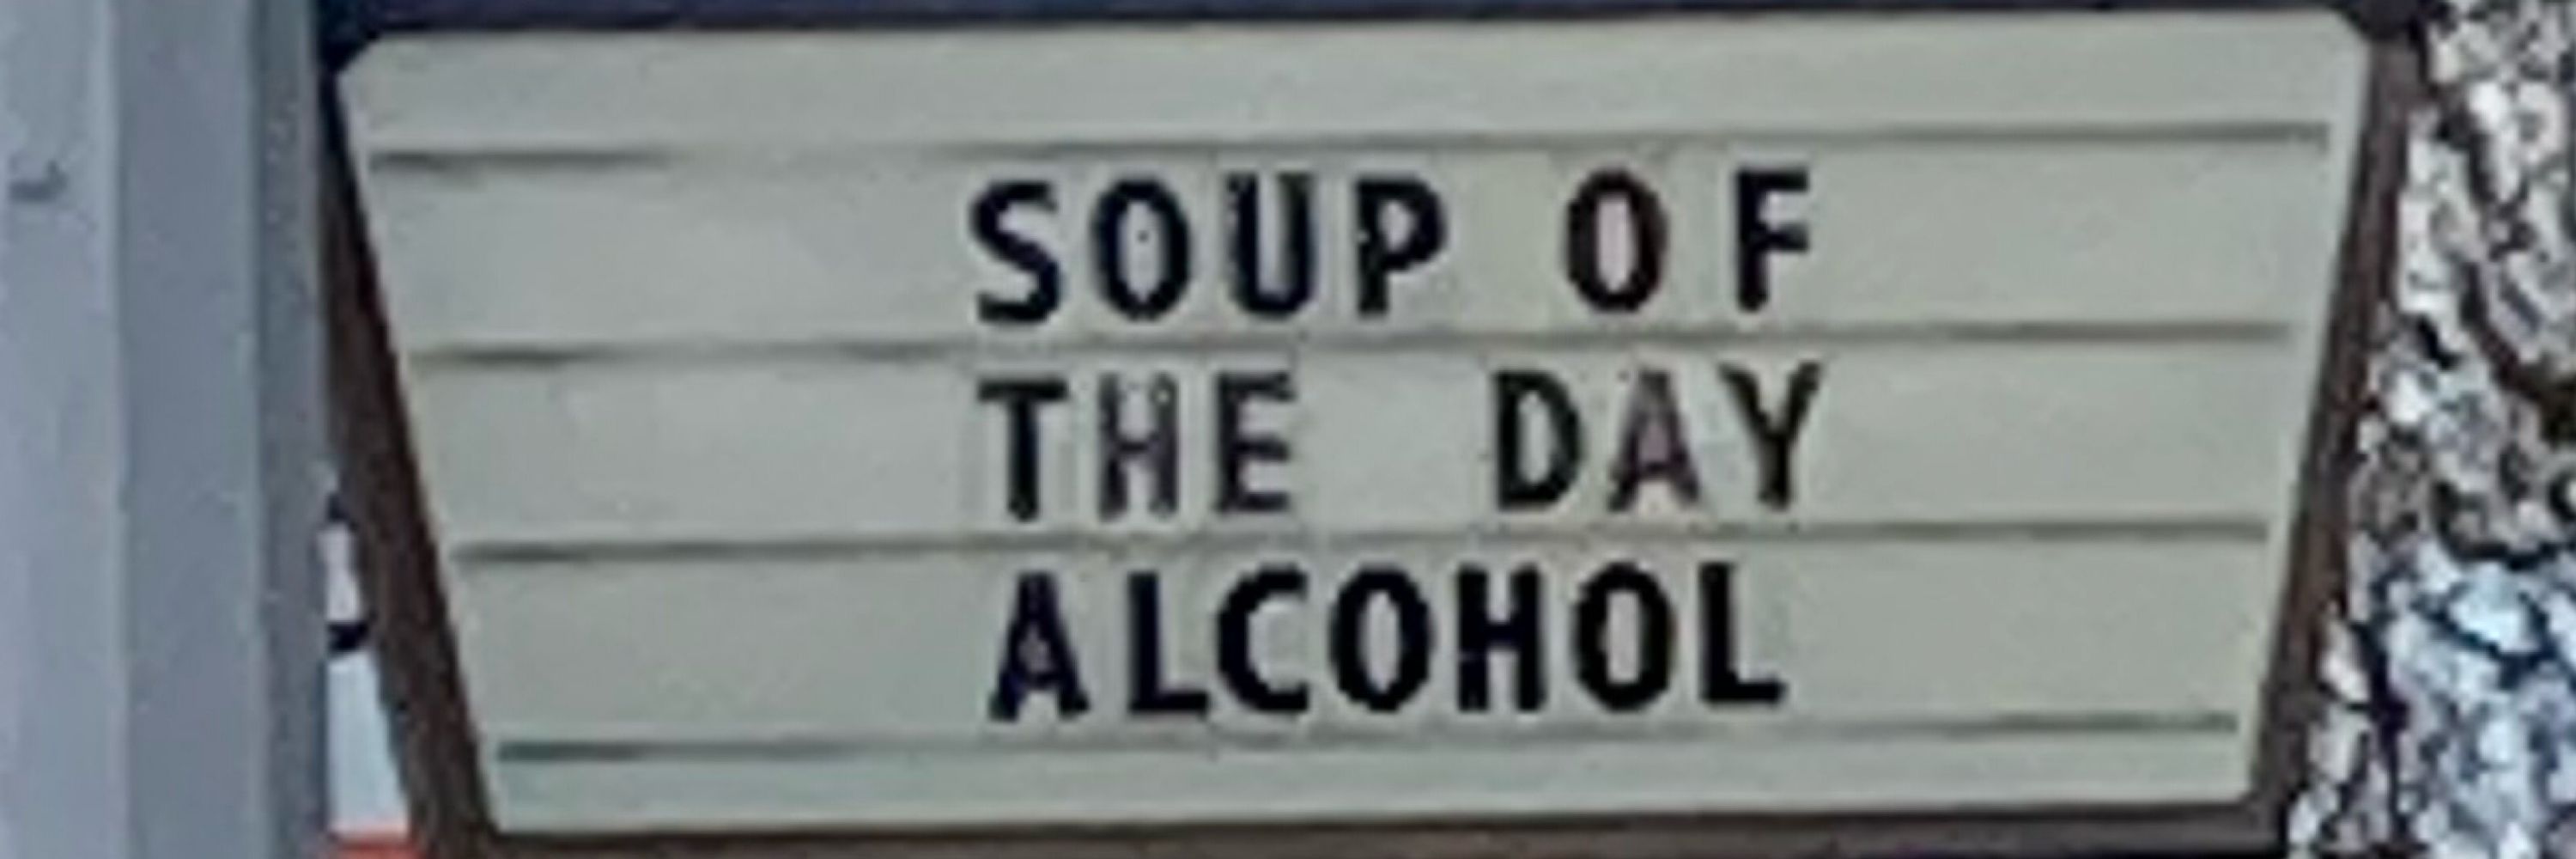 SOUP OF
THE DAY
ALCOHOL